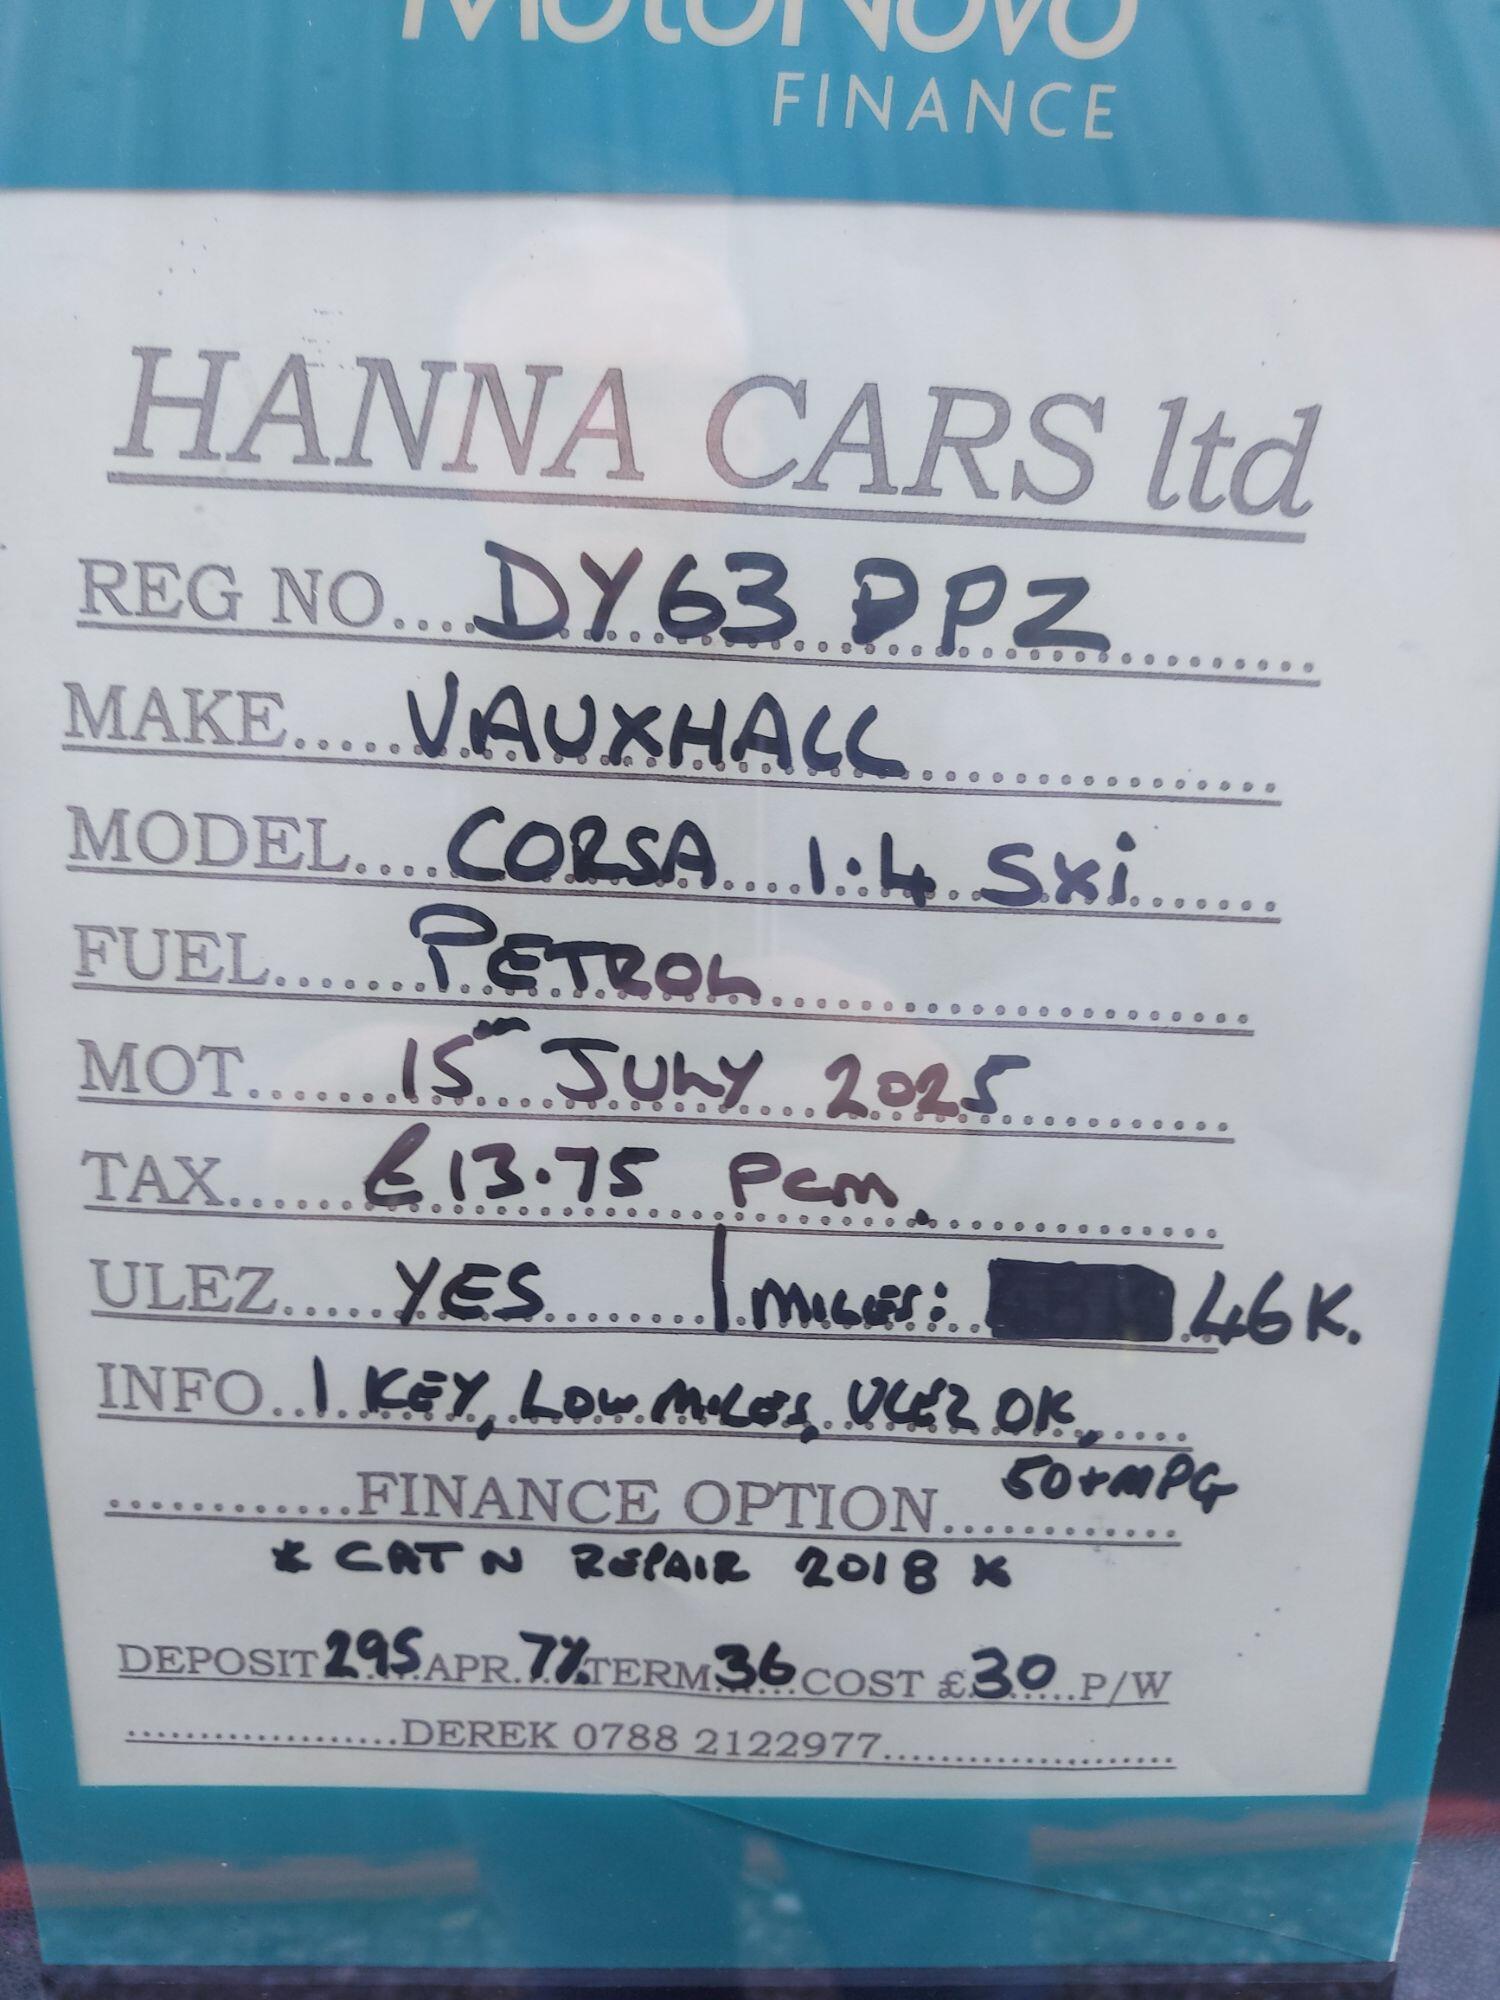 MotoNovo
FINANCE
HANNA CARS ltd
REG NO....DY63 DPZ
MAKE......VAUXHALL
MODEL....CORSA 1.4 SXi
FUEL.......PETROL
MOT.......15TH JULY 2025
TAX......£13.75 PCM.
ULEZ......YES | MILES: 46K.
INFO..1 KEY, LOW MILES, ULEZ OK,
50+MPG
............FINANCE OPTION............
* CAT N REPAIR 2018 *
DEPOSIT 295 APR. 7% TERM 36 COST £30 P/W
..................DEREK 0788 2122977..................